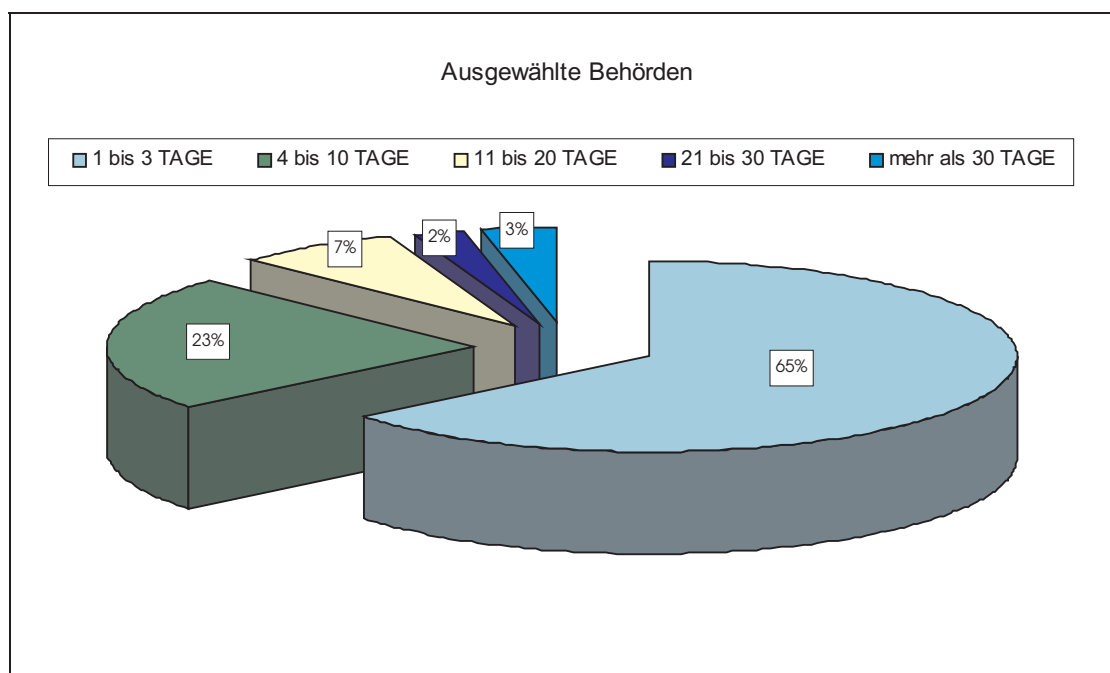 Ausgewählte Behörden
1 bis 3 TAGE 4 bis 10 TAGE 11 bis 20 TAGE 21 bis 30 TAGE mehr als 30 TAGE
3%
2%
7%
23%
65%